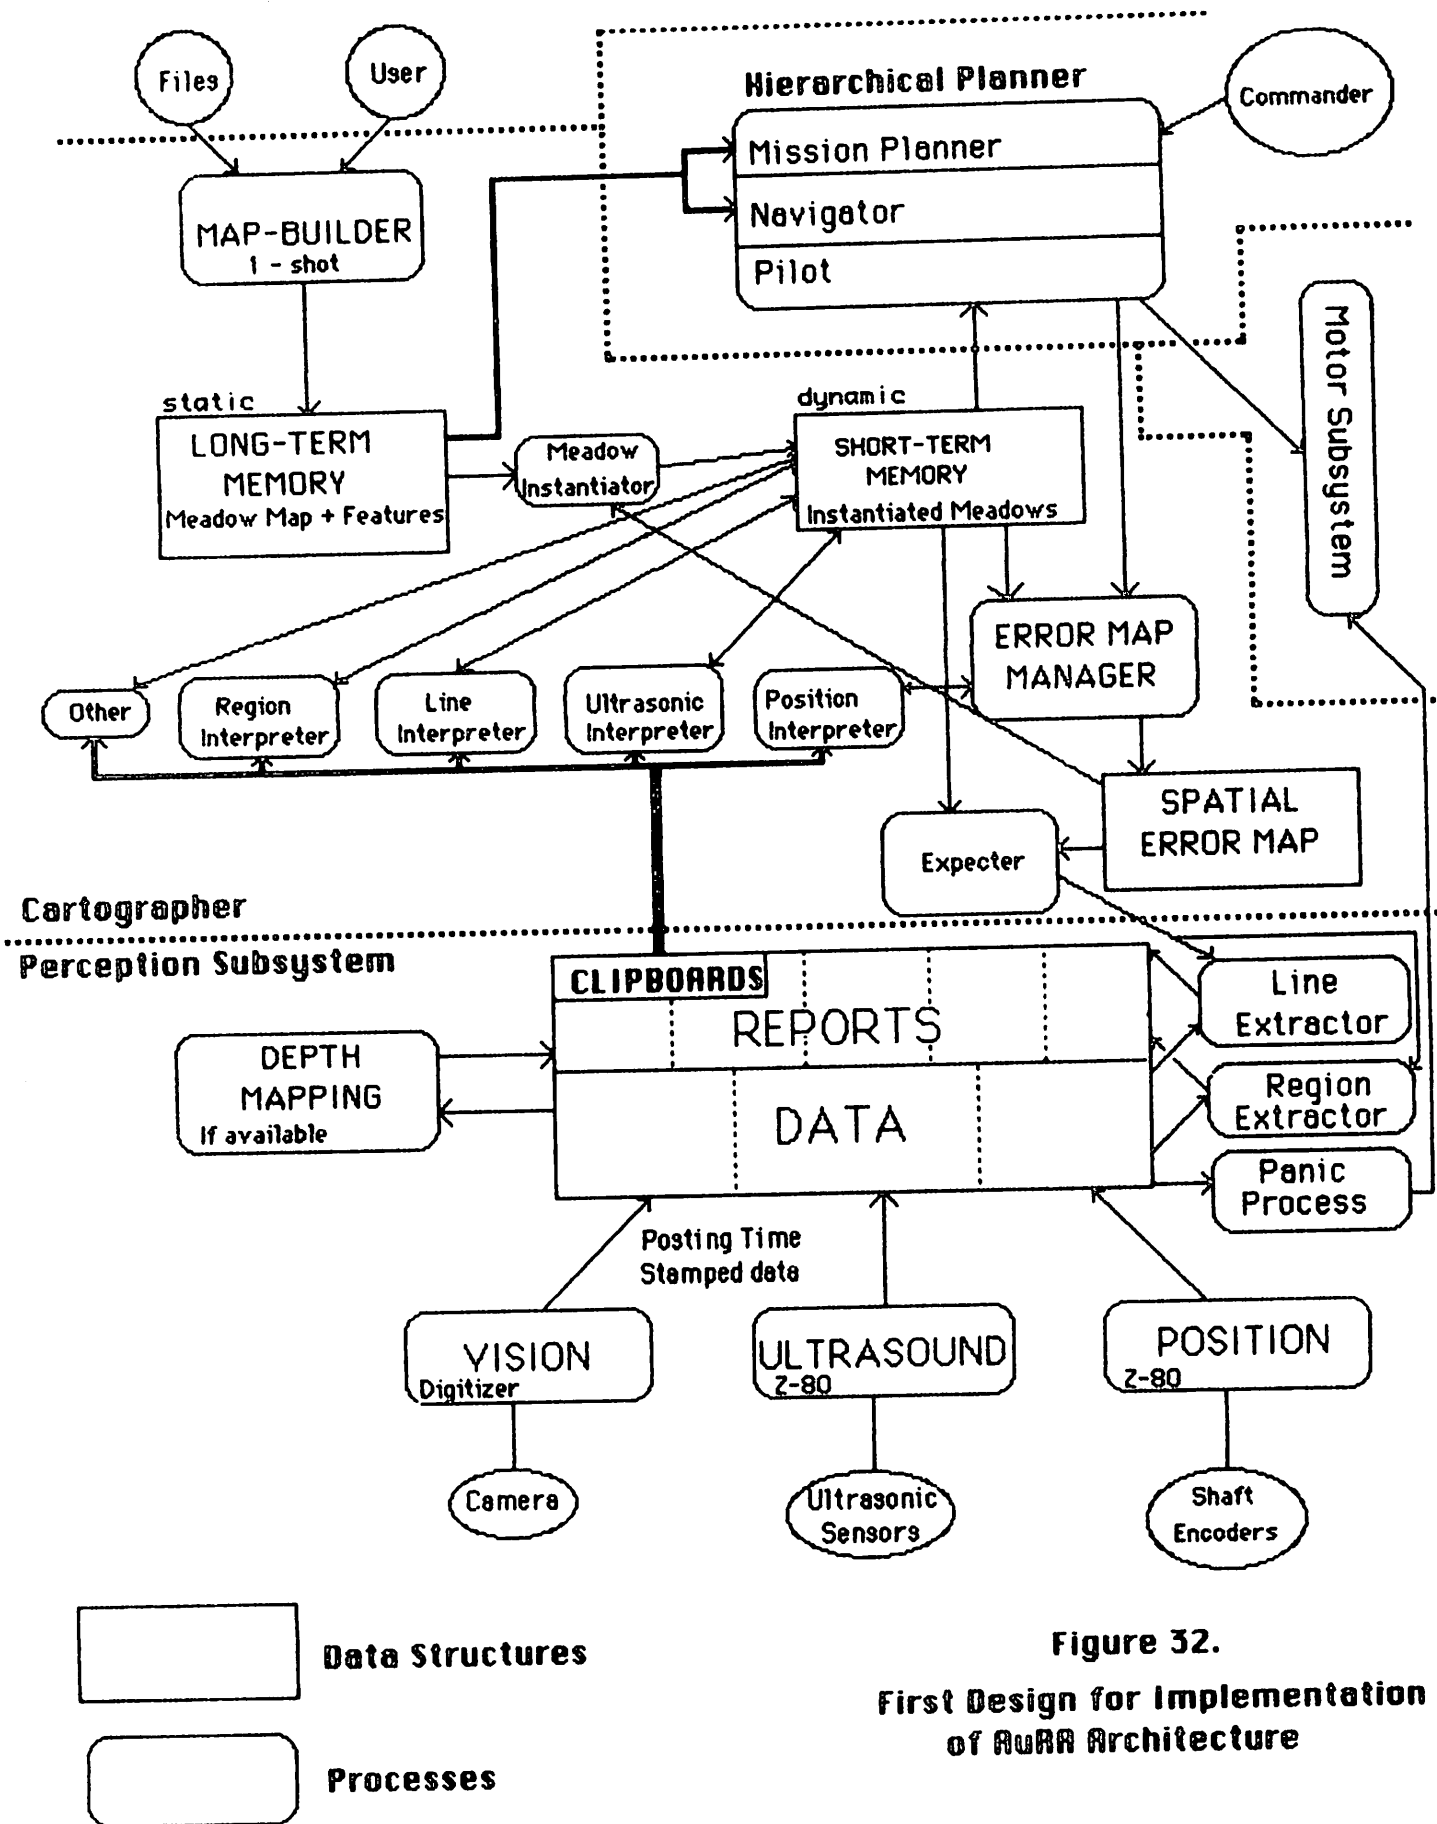 Files
User
Hierarchical Planner
Commander
Mission Planner
Navigator
Pilot
MAP-BUILDER
1 - shot
Motor Subsystem
static
LONG-TERM
MEMORY
Meadow Map + Features
Meadow
Instantiator
dynamic
SHORT-TERM
MEMORY
Instantiated Meadows
ERROR MAP
MANAGER
Other
Region
Interpreter
Line
Interpreter
Ultrasonic
Interpreter
Position
Interpreter
SPATIAL
ERROR MAP
Expecter
Cartographer
Perception Subsystem
CLIPBOARDS
REPORTS
DATA
Line
Extractor
Region
Extractor
Panic
Process
DEPTH
MAPPING
If available
Posting Time
Stamped data
VISION
Digitizer
ULTRASOUND
Z-80
POSITION
Z-80
Camera
Ultrasonic
Sensors
Shaft
Encoders
Data Structures
Processes
Figure 32.
First Design for Implementation
of AuRA Architecture